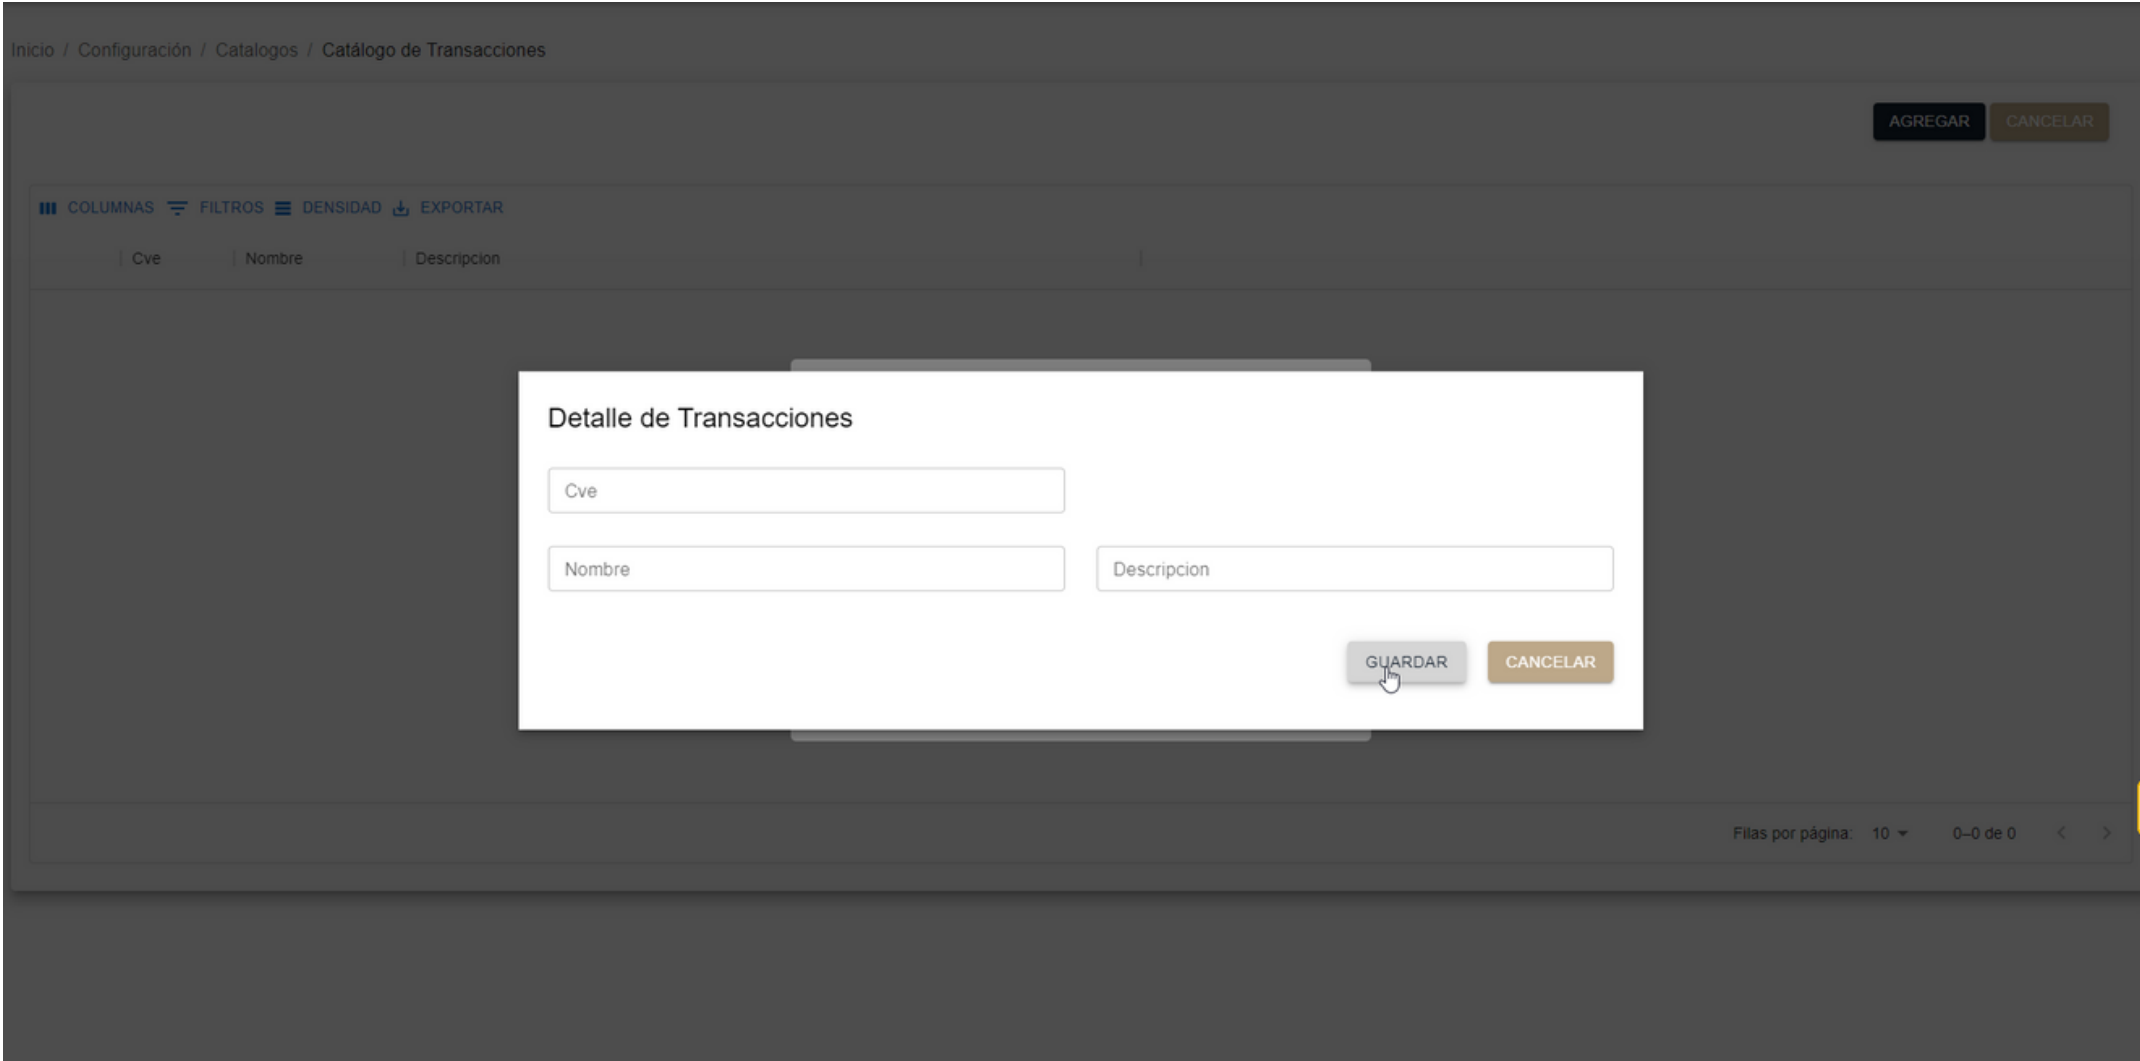 Inicio / Configuración / Catalogos / Catálogo de Transacciones
AGREGAR CANCELAR
COLUMNAS FILTROS DENSIDAD EXPORTAR
Cve Nombre Descripcion
Detalle de Transacciones
Cve
Nombre Descripcion
GUARDAR CANCELAR
Filas por página: 10 0–0 de 0